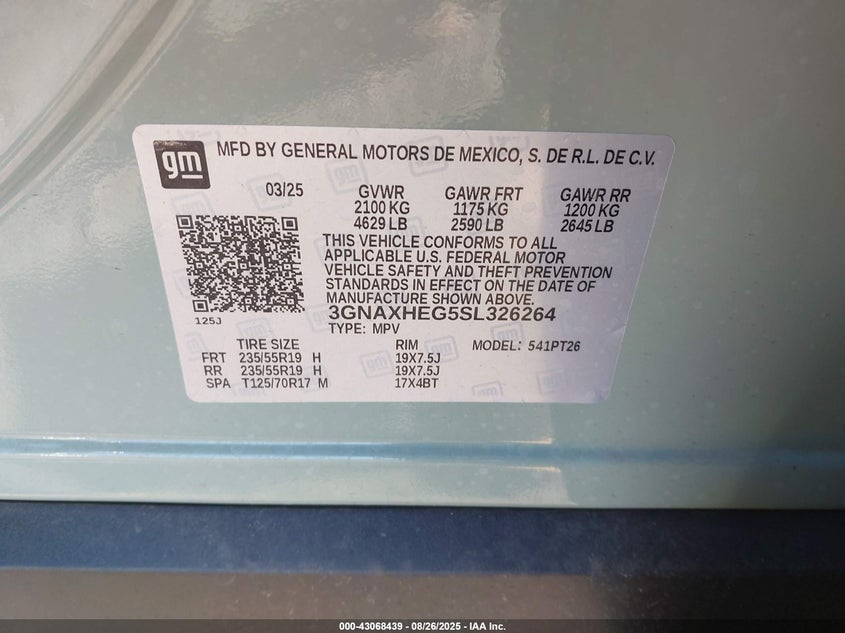 gm MFD BY GENERAL MOTORS DE MEXICO, S. DE R.L. DE C.V.
03/25 GVWR GAWR FRT GAWR RR
2100 KG 1175 KG 1200 KG
4629 LB 2590 LB 2645 LB
THIS VEHICLE CONFORMS TO ALL
APPLICABLE U.S. FEDERAL MOTOR
VEHICLE SAFETY AND THEFT PREVENTION
STANDARDS IN EFFECT ON THE DATE OF
MANUFACTURE SHOWN ABOVE.
125J
3GNAXHEG5SL326264
TYPE: MPV
TIRE SIZE RIM MODEL: 541PT26
FRT 235/55R19 H 19X7.5J
RR 235/55R19 H 19X7.5J
SPA T125/70R17 M 17X4BT
000-43068439 - 08/26/2025 - IAA Inc.